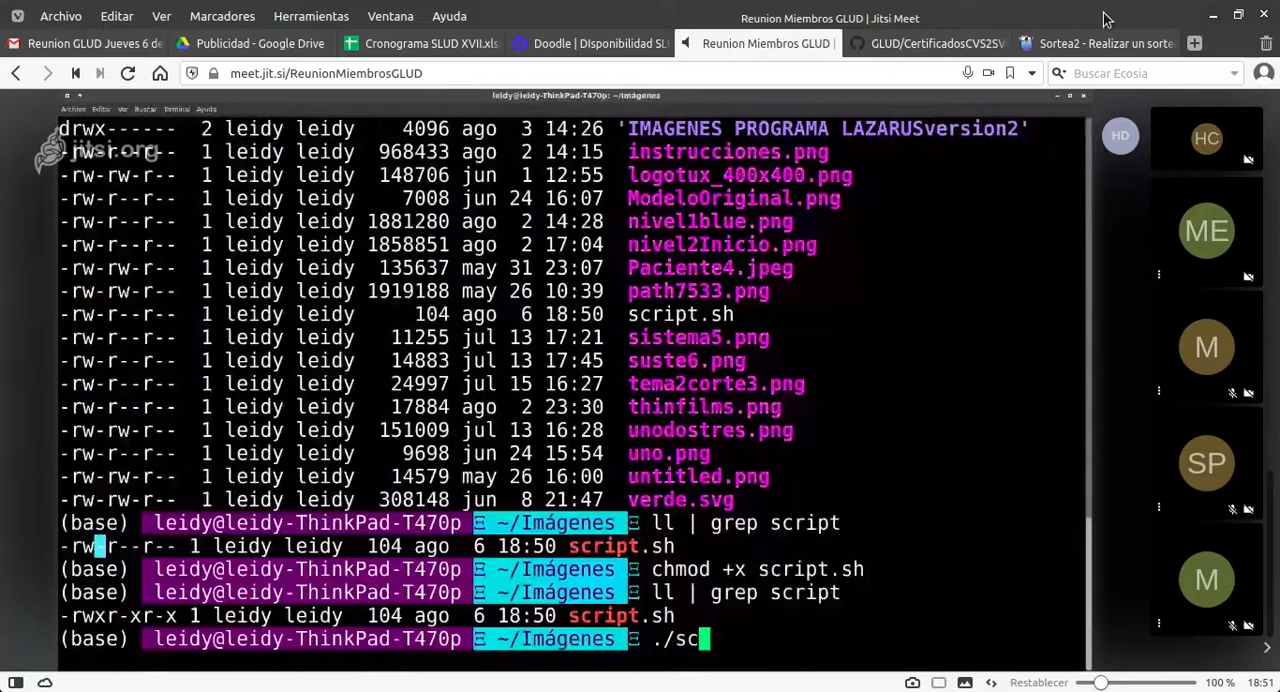 Archivo Editar Ver Marcadores Herramientas Ventana Ayuda
Reunion Miembros GLUD | Jitsi Meet
Reunion GLUD Jueves 6 de
Publicidad - Google Drive
Cronograma SLUD XVII.xls
Doodle | DIsponibilidad SL
Reunion Miembros GLUD |
GLUD/CertificadosCVS2SV
Sortea2 - Realizar un sorte
meet.jit.si/ReunionMiembrosGLUD
Buscar Ecosia
leidy@leidy-ThinkPad-T470p: ~/Imágenes
Archivo Editar Ver Buscar Terminal Ayuda
jitsi.org
drwx------ 2 leidy leidy 4096 ago 3 14:26 'IMAGENES PROGRAMA LAZARUSversion2'
-rw-rw-r-- 1 leidy leidy 968433 ago 2 14:15 instrucciones.png
-rw-rw-r-- 1 leidy leidy 148706 jun 1 12:55 logotux_400x400.png
-rw-r--r-- 1 leidy leidy 7008 jun 24 16:07 ModeloOriginal.png
-rw-rw-r-- 1 leidy leidy 1881280 ago 2 14:28 nivel1blue.png
-rw-rw-r-- 1 leidy leidy 1858851 ago 2 17:04 nivel2Inicio.png
-rw-rw-r-- 1 leidy leidy 135637 may 31 23:07 Paciente4.jpeg
-rw-rw-r-- 1 leidy leidy 1919188 may 26 10:39 path7533.png
-rw-r--r-- 1 leidy leidy 104 ago 6 18:50 script.sh
-rw-r--r-- 1 leidy leidy 11255 jul 13 17:21 sistema5.png
-rw-r--r-- 1 leidy leidy 14883 jul 13 17:45 suste6.png
-rw-r--r-- 1 leidy leidy 24997 jul 15 16:27 tema2corte3.png
-rw-r--r-- 1 leidy leidy 17884 ago 2 23:30 thinfilms.png
-rw-rw-r-- 1 leidy leidy 151009 jul 13 16:28 unodostres.png
-rw-r--r-- 1 leidy leidy 9698 jun 24 15:54 uno.png
-rw-rw-r-- 1 leidy leidy 14579 may 26 16:00 untitled.png
-rw-rw-r-- 1 leidy leidy 308148 jun 8 21:47 verde.svg
(base) leidy@leidy-ThinkPad-T470p Ξ ~/Imágenes Ξ ll | grep script
-rw-r--r-- 1 leidy leidy 104 ago 6 18:50 script.sh
(base) leidy@leidy-ThinkPad-T470p Ξ ~/Imágenes Ξ chmod +x script.sh
(base) leidy@leidy-ThinkPad-T470p Ξ ~/Imágenes Ξ ll | grep script
-rwxr-xr-x 1 leidy leidy 104 ago 6 18:50 script.sh
(base) leidy@leidy-ThinkPad-T470p Ξ ~/Imágenes Ξ ./sc
HD
HC
ME
M
SP
M
Restablecer 100 % 18:51